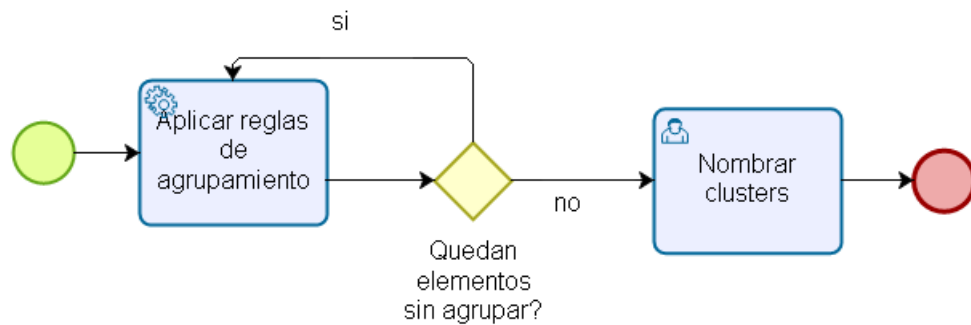 si
Aplicar reglas
de
agrupamiento
Nombrar
clusters
no
Quedan
elementos
sin agrupar?